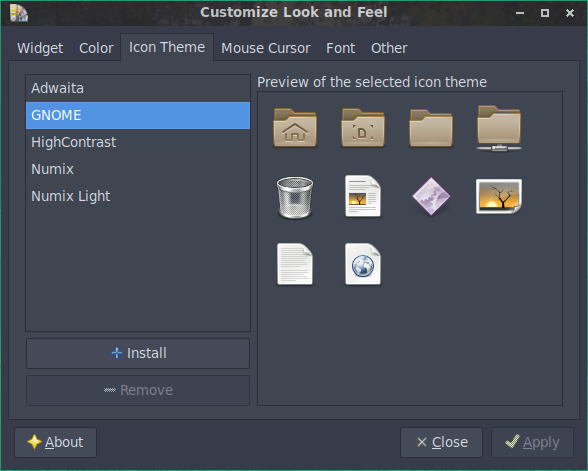 Customize Look and Feel
Widget Color Icon Theme Mouse Cursor Font Other
Adwaita
GNOME
HighContrast
Numix
Numix Light
Install
Remove
Preview of the selected icon theme
D
About
Close
Apply